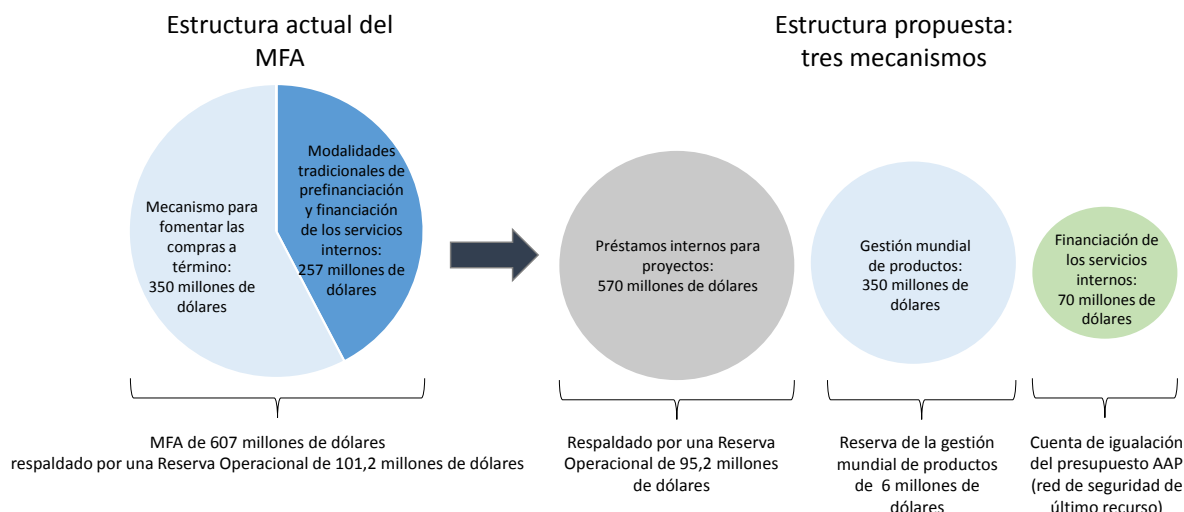 Estructura actual del
MFA
Estructura propuesta:
tres mecanismos
Mecanismo para
fomentar las
compras a
término:
350 millones de
dólares
Modalidades
tradicionales de
prefinanciación
y financiación
de los servicios
internos:
257 millones de
dólares
Préstamos internos para
proyectos:
570 millones de dólares
Gestión mundial
de productos:
350 millones de
dólares
Financiación de
los servicios
internos:
70 millones de
dólares
MFA de 607 millones de dólares
respaldado por una Reserva Operacional de 101,2 millones de dólares
Respaldado por una Reserva
Operacional de 95,2 millones
de dólares
Reserva de la gestión
mundial de productos
de 6 millones de
dólares
Cuenta de igualación
del presupuesto AAP
(red de seguridad de
último recurso)